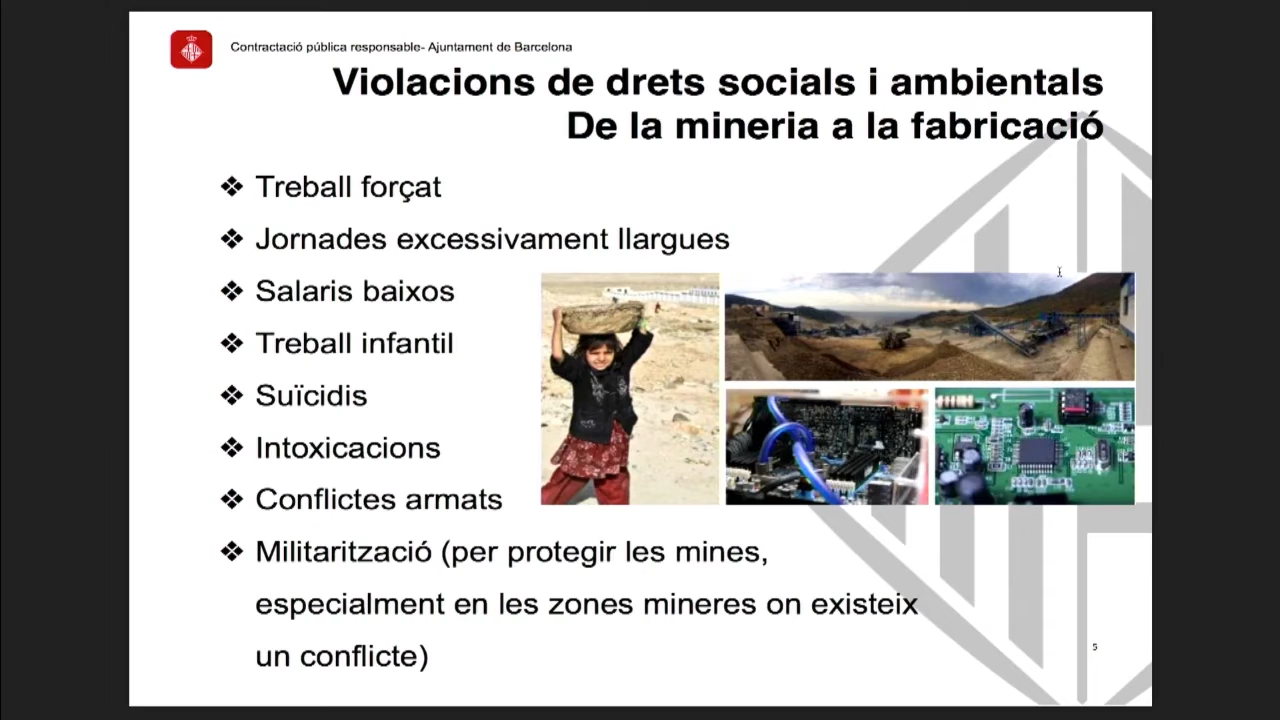 Contractació pública responsable- Ajuntament de Barcelona
Violacions de drets socials i ambientals
De la mineria a la fabricació
❖ Treball forçat
❖ Jornades excessivament llargues
❖ Salaris baixos
❖ Treball infantil
❖ Suïcidis
❖ Intoxicacions
❖ Conflictes armats
❖ Militarització (per protegir les mines,
especialment en les zones mineres on existeix
un conflicte)
5